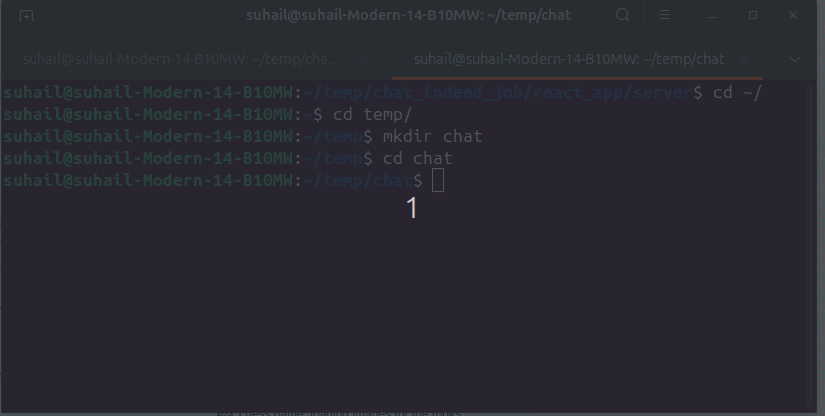 suhail@suhail-Modern-14-B10MW: ~/temp/chat
suhail@suhail-Modern-14-B10MW: ~/temp/cha...
suhail@suhail-Modern-14-B10MW: ~/temp/chat
suhail@suhail-Modern-14-B10MW:~/temp/chat_indeed_job/react_app/server$ cd ~/
suhail@suhail-Modern-14-B10MW:~$ cd temp/
suhail@suhail-Modern-14-B10MW:~/temp$ mkdir chat
suhail@suhail-Modern-14-B10MW:~/temp$ cd chat
suhail@suhail-Modern-14-B10MW:~/temp/chat$
1